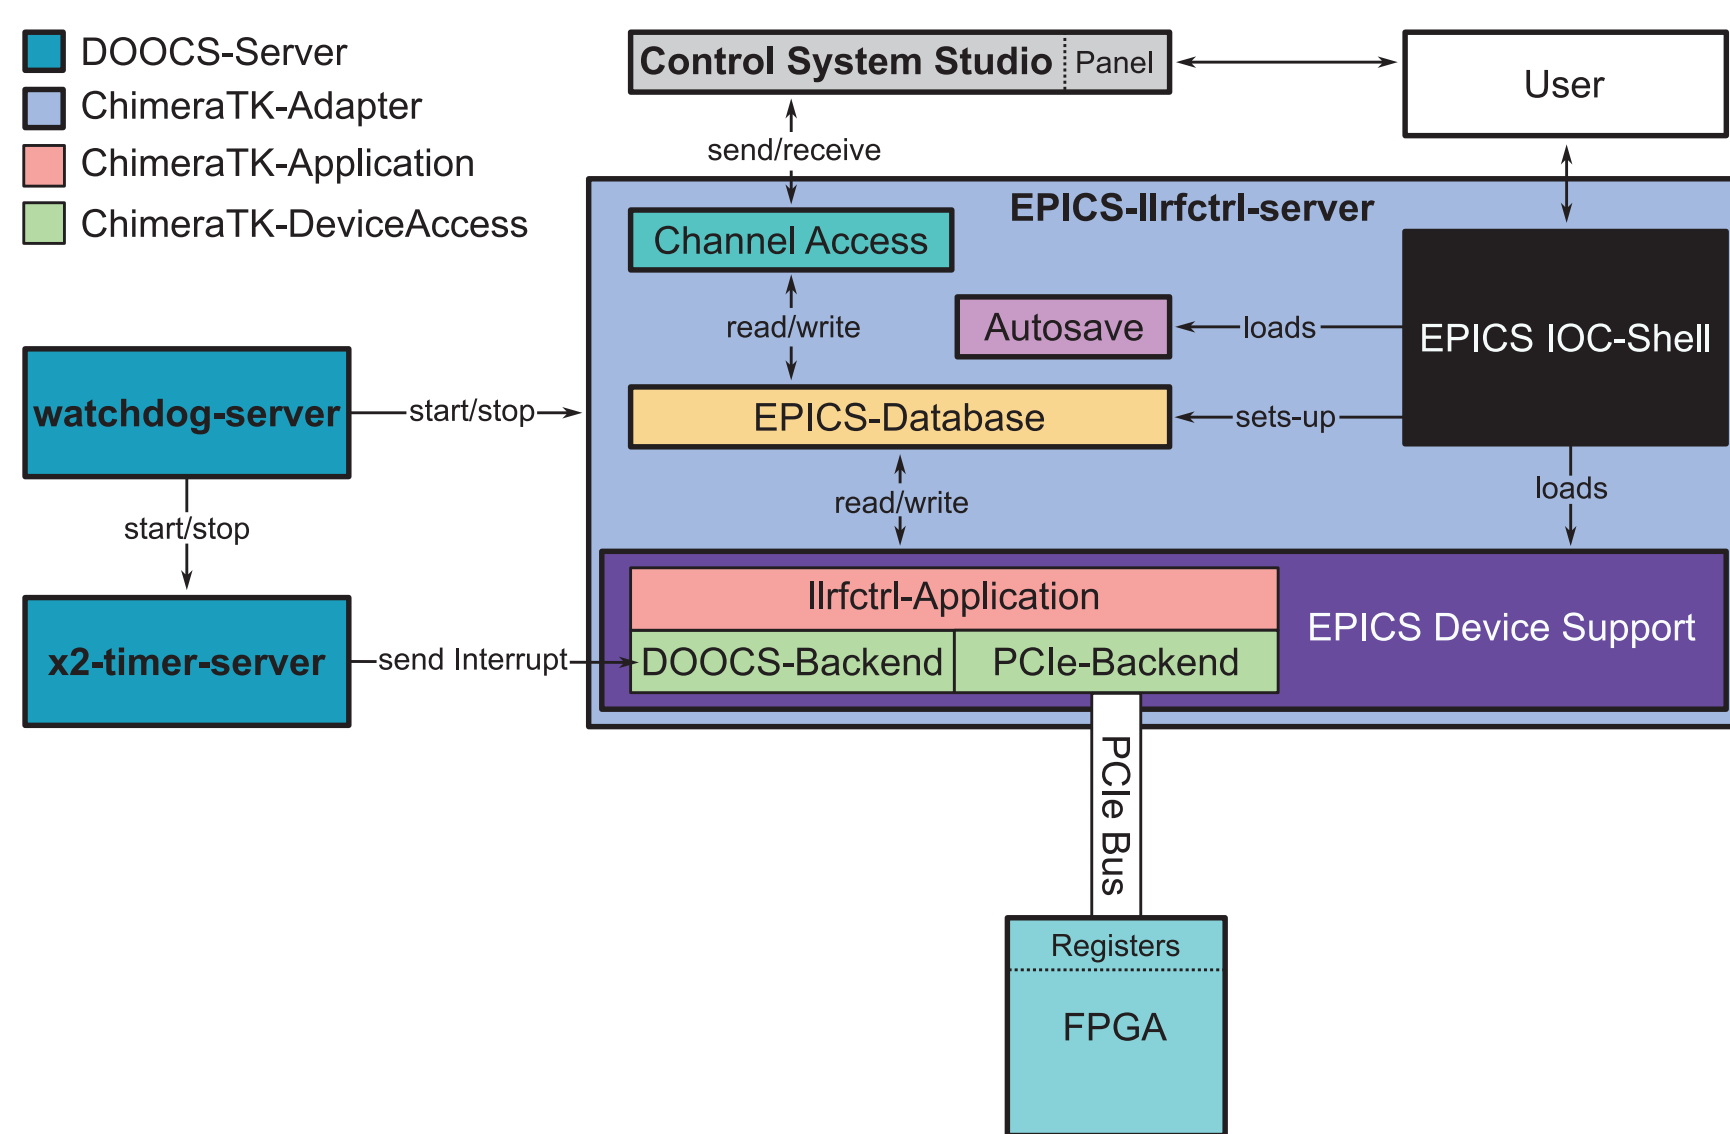 DOOCS-Server
ChimeraTK-Adapter
ChimeraTK-Application
ChimeraTK-DeviceAccess
Control System Studio Panel
User
send/receive
EPICS-llrfctrl-server
Channel Access
read/write
Autosave
loads
EPICS IOC-Shell
watchdog-server
start/stop
EPICS-Database
sets-up
read/write
loads
start/stop
llrfctrl-Application
EPICS Device Support
x2-timer-server
send Interrupt
DOOCS-Backend
PCIe-Backend
PCIe Bus
Registers
FPGA